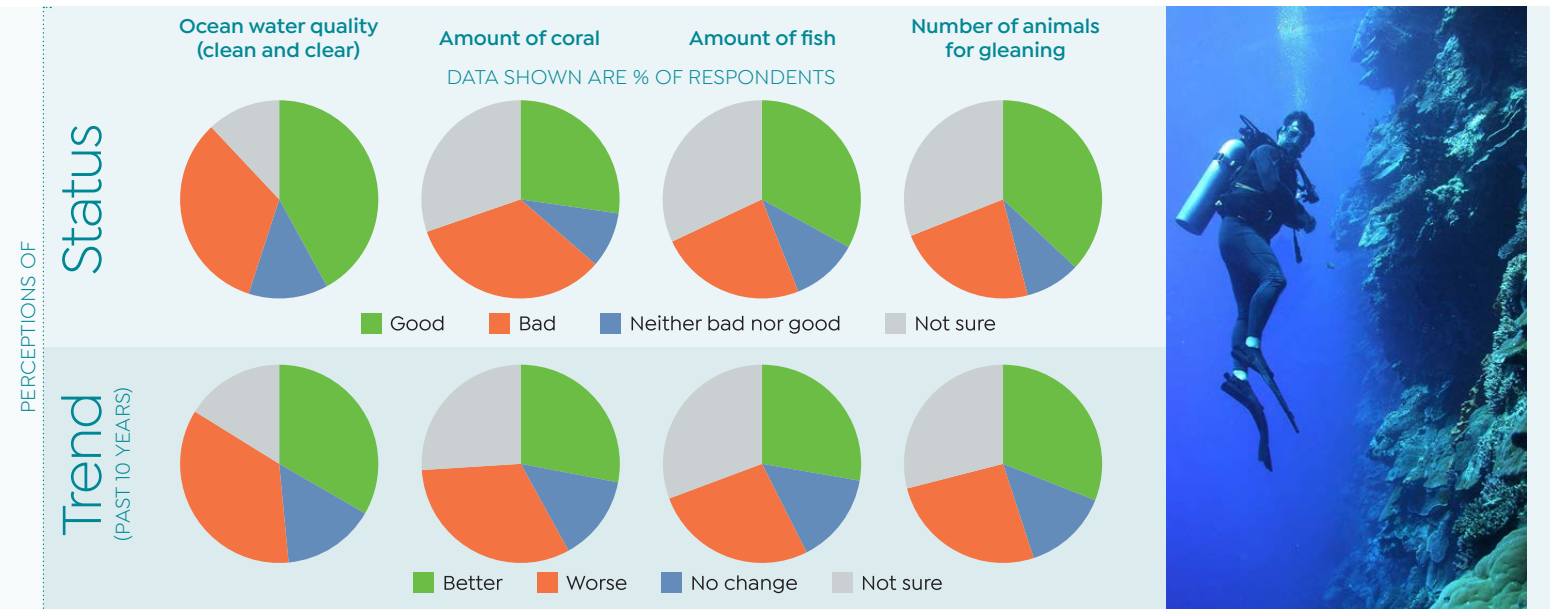 Ocean water quality
(clean and clear)
Amount of coral
Amount of fish
Number of animals
for gleaning
DATA SHOWN ARE % OF RESPONDENTS
PERCEPTIONS OF
Status
Good
Bad
Neither bad nor good
Not sure
Trend
(PAST 10 YEARS)
Better
Worse
No change
Not sure